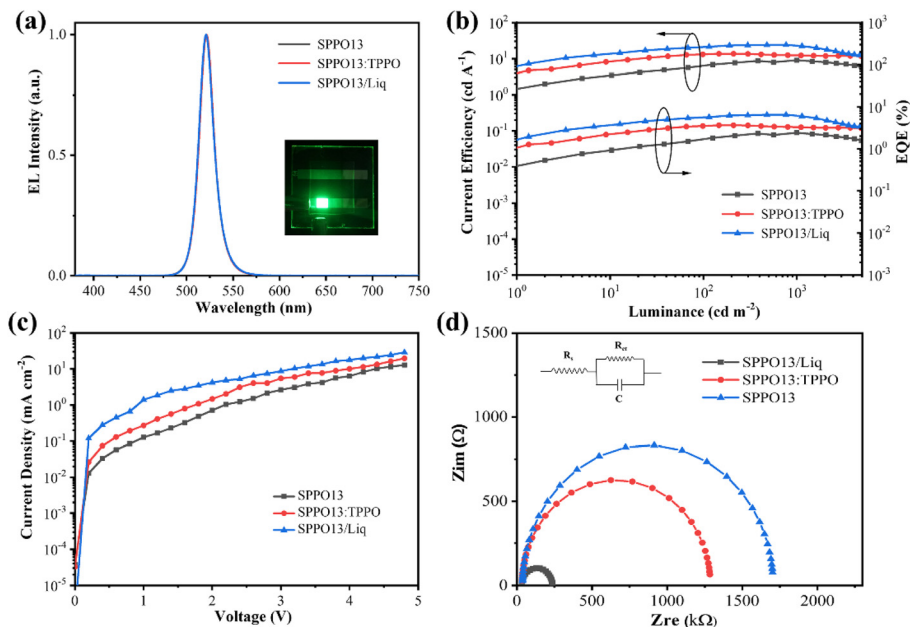 (a)
SPPO13
SPPO13:TPPO
SPPO13/Liq
EL Intensity (a.u.)
1.0
0.5
0.0
400 450 500 550 600 650 700 750
Wavelength (nm)
(b)
Current Efficiency (cd A⁻¹)
10²
10¹
10⁰
10⁻¹
10⁻²
10⁻³
10⁻⁴
10⁻⁵
EQE (%)
10³
10²
10¹
10⁰
10⁻¹
10⁻²
10⁻³
SPPO13
SPPO13:TPPO
SPPO13/Liq
10⁰ 10¹ 10² 10³
Luminance (cd m⁻²)
(c)
Current Density (mA cm⁻²)
10²
10¹
10⁰
10⁻¹
10⁻²
10⁻³
10⁻⁴
10⁻⁵
SPPO13
SPPO13:TPPO
SPPO13/Liq
0 1 2 3 4 5
Voltage (V)
(d)
Zim (Ω)
1500
1000
500
0
Rct
C
SPPO13/Liq
SPPO13:TPPO
SPPO13
0 500 1000 1500 2000
Zre (kΩ)